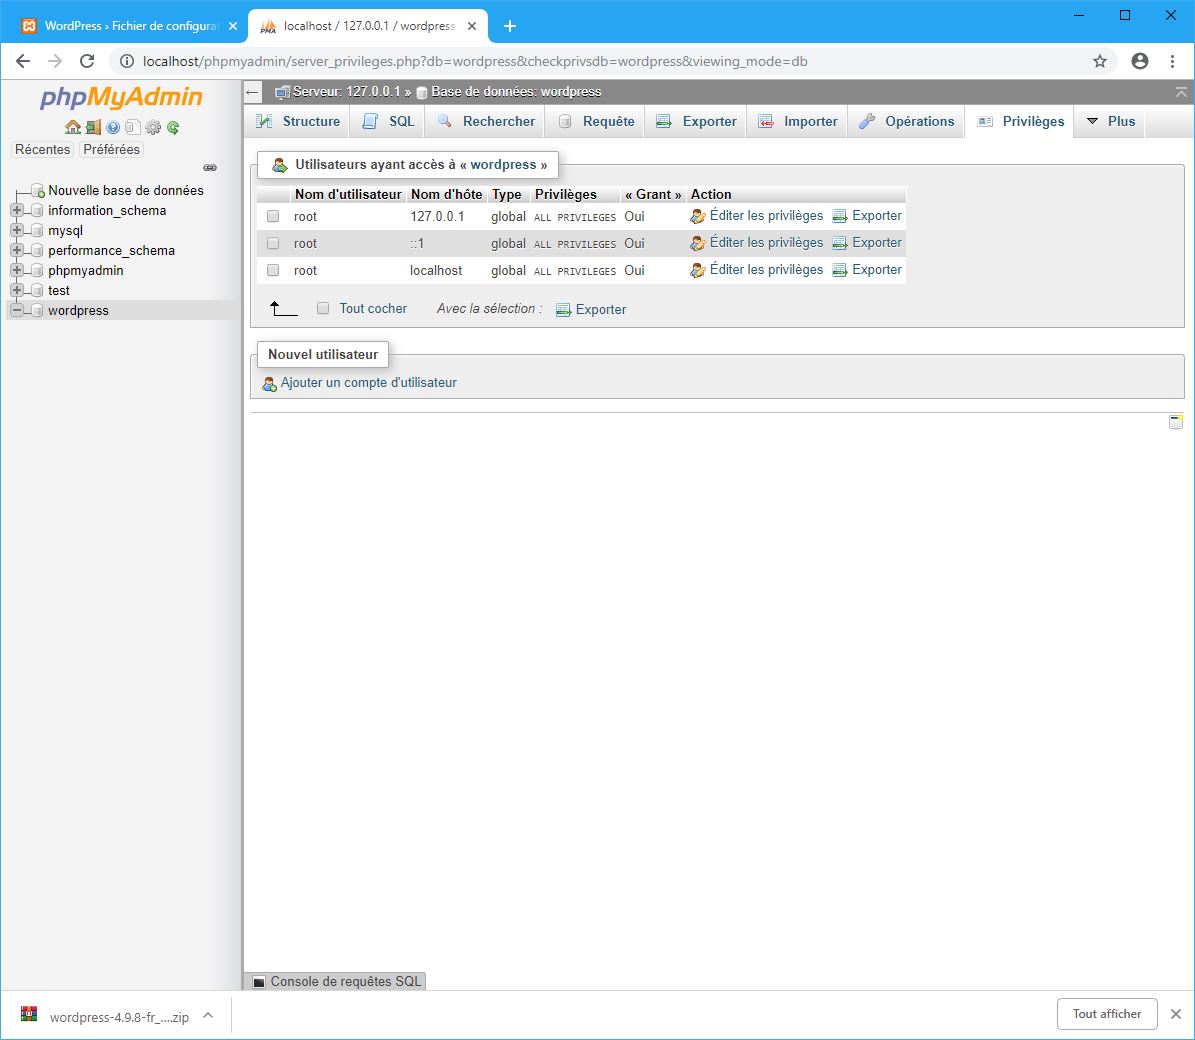 WordPress › Fichier de configurat
localhost / 127.0.0.1 / wordpress
localhost/phpmyadmin/server_privileges.php?db=wordpress&checkprivsdb=wordpress&viewing_mode=db
phpMyAdmin
Récentes Préférées
Nouvelle base de données
information_schema
mysql
performance_schema
phpmyadmin
test
wordpress
Serveur: 127.0.0.1 » Base de données: wordpress
Structure SQL Rechercher Requête Exporter Importer Opérations Privilèges Plus
Utilisateurs ayant accès à « wordpress »
Nom d'utilisateur Nom d'hôte Type Privilèges « Grant » Action
root 127.0.0.1 global ALL PRIVILEGES Oui Éditer les privilèges Exporter
root ::1 global ALL PRIVILEGES Oui Éditer les privilèges Exporter
root localhost global ALL PRIVILEGES Oui Éditer les privilèges Exporter
Tout cocher Avec la sélection : Exporter
Nouvel utilisateur
Ajouter un compte d'utilisateur
Console de requêtes SQL
wordpress-4.9.8-fr_....zip
Tout afficher